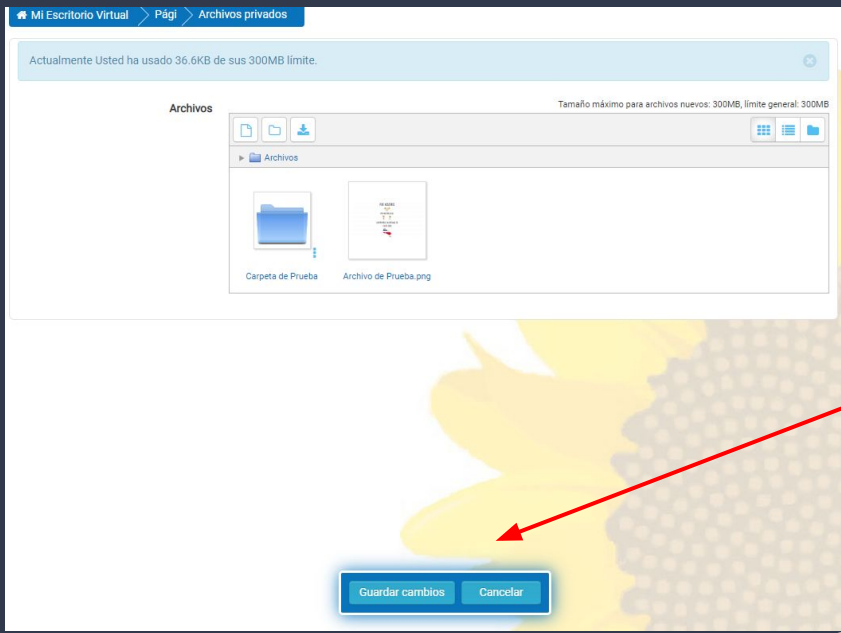 Mi Escritorio Virtual Pági Archivos privados
Actualmente Usted ha usado 36.6KB de sus 300MB límite.
Archivos
Tamaño máximo para archivos nuevos: 300MB, límite general: 300MB
Archivos
Carpeta de Prueba Archivo de Prueba.png
Guardar cambios Cancelar